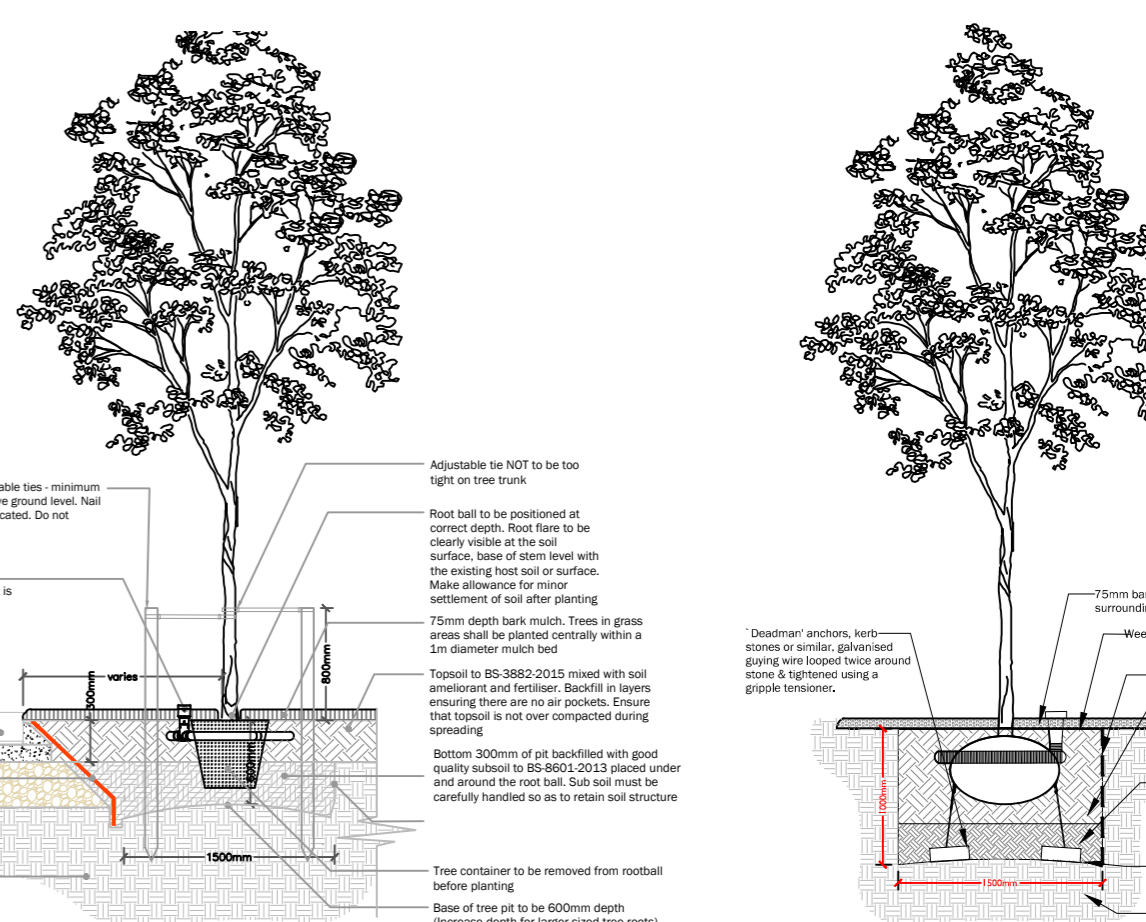 able ties - minimum
ve ground level. Nail
cated. Do not
is
Adjustable tie NOT to be too
tight on tree trunk
Root ball to be positioned at
correct depth. Root flare to be
clearly visible at the soil
surface, base of stem level with
the existing host soil or surface.
Make allowance for minor
settlement of soil after planting
75mm depth bark mulch. Trees in grass
areas shall be planted centrally within a
1m diameter mulch bed
Topsoil to BS-3882-2015 mixed with soil
ameliorant and fertiliser. Backfill in layers
ensuring there are no air pockets. Ensure
that topsoil is not over compacted during
spreading
Bottom 300mm of pit backfilled with good
quality subsoil to BS-8601-2013 placed under
and around the root ball. Sub soil must be
carefully handled so as to retain soil structure
Tree container to be removed from rootball
before planting
Base of tree pit to be 600mm depth
(Increase depth for larger sized tree roots)
varies
300mm
800mm
600mm
1500mm
`Deadman' anchors, kerb
stones or similar, galvanised
guying wire looped twice around
stone & tightened using a
gripple tensioner.
75mm bar
surroundi
Wee
1000mm
1500mm